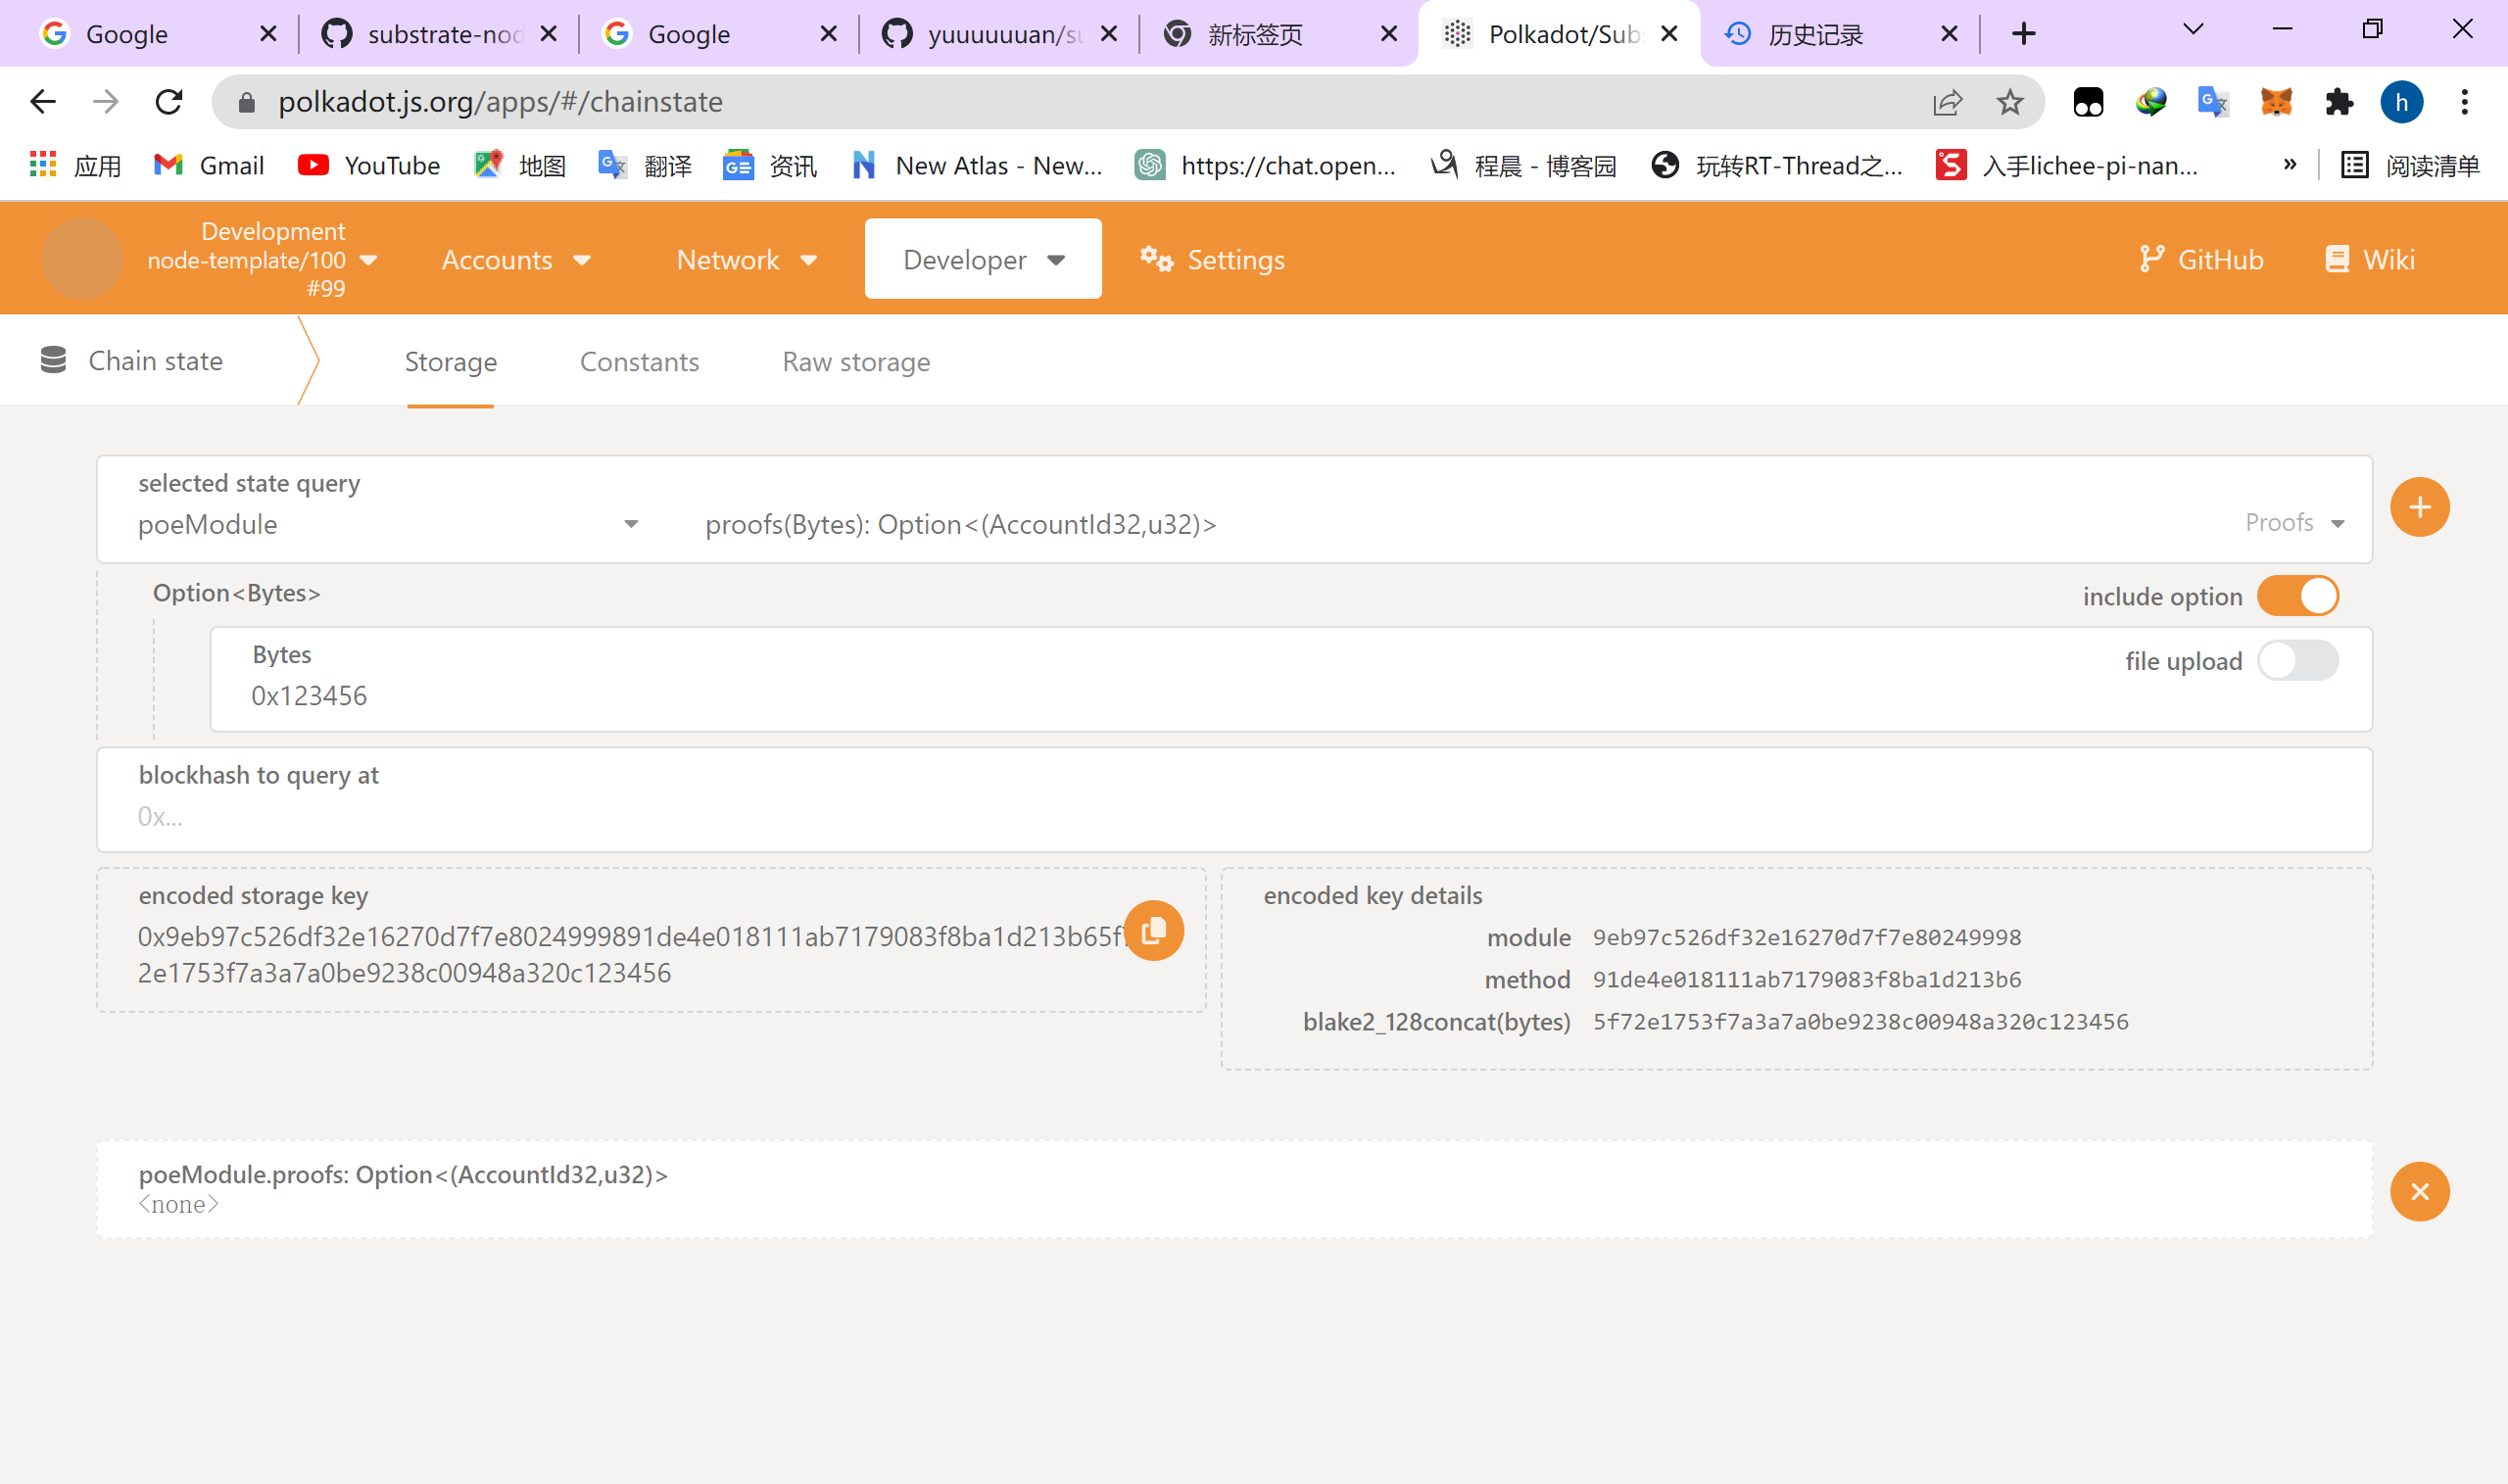 Google
substrate-nod
Google
yuuuuuuan/su
新标签页
Polkadot/Sub
历史记录
polkadot.js.org/apps/#/chainstate
h
应用
Gmail
YouTube
地图
翻译
资讯
New Atlas - New...
https://chat.open...
程晨 - 博客园
玩转RT-Thread之...
入手lichee-pi-nan...
»
阅读清单
Development
node-template/100
#99
Accounts
Network
Developer
Settings
GitHub
Wiki
Chain state
Storage
Constants
Raw storage
selected state query
poeModule
proofs(Bytes): Option<(AccountId32,u32)>
Proofs
Option<Bytes>
include option
Bytes
file upload
0x123456
blockhash to query at
0x...
encoded storage key
0x9eb97c526df32e16270d7f7e8024999891de4e018111ab7179083f8ba1d213b65f
2e1753f7a3a7a0be9238c00948a320c123456
encoded key details
module 9eb97c526df32e16270d7f7e80249998
method 91de4e018111ab7179083f8ba1d213b6
blake2_128concat(bytes) 5f72e1753f7a3a7a0be9238c00948a320c123456
poeModule.proofs: Option<(AccountId32,u32)>
<none>